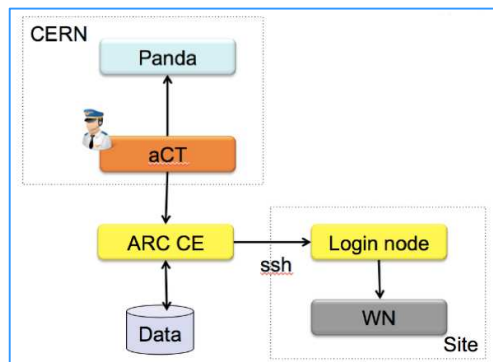 CERN
Panda
aCT
ARC CE
ssh
Login node
Data
WN
Site